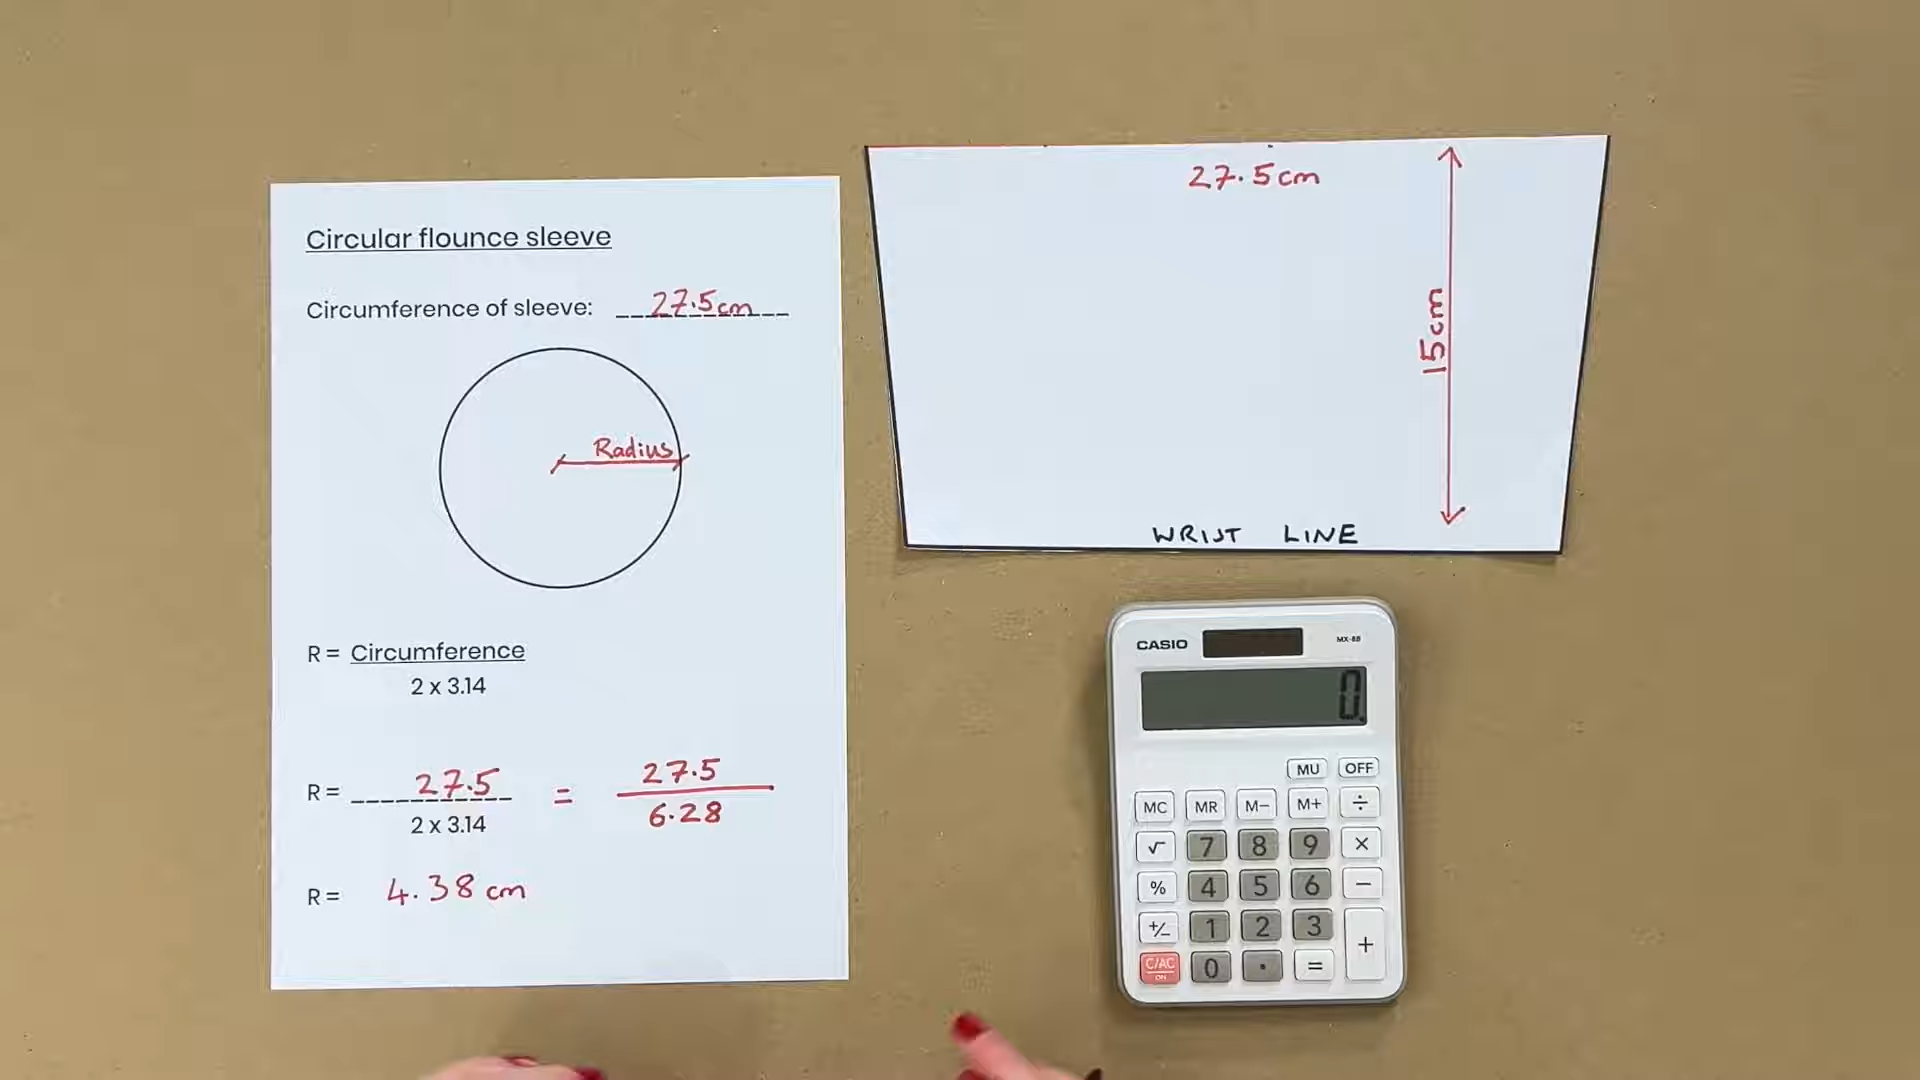 Circular flounce sleeve
Circumference of sleeve: 27.5cm
Radius
R = Circumference
2 x 3.14
R = 27.5 = 27.5
2 x 3.14 6.28
R = 4.38 cm
27.5cm
15cm
WRIST LINE
CASIO MX-8B
0.
MU OFF
MC MR M− M+ ÷
√ 7 8 9 ×
% 4 5 6 −
+/− 1 2 3 +
C/AC 0 · =
ON